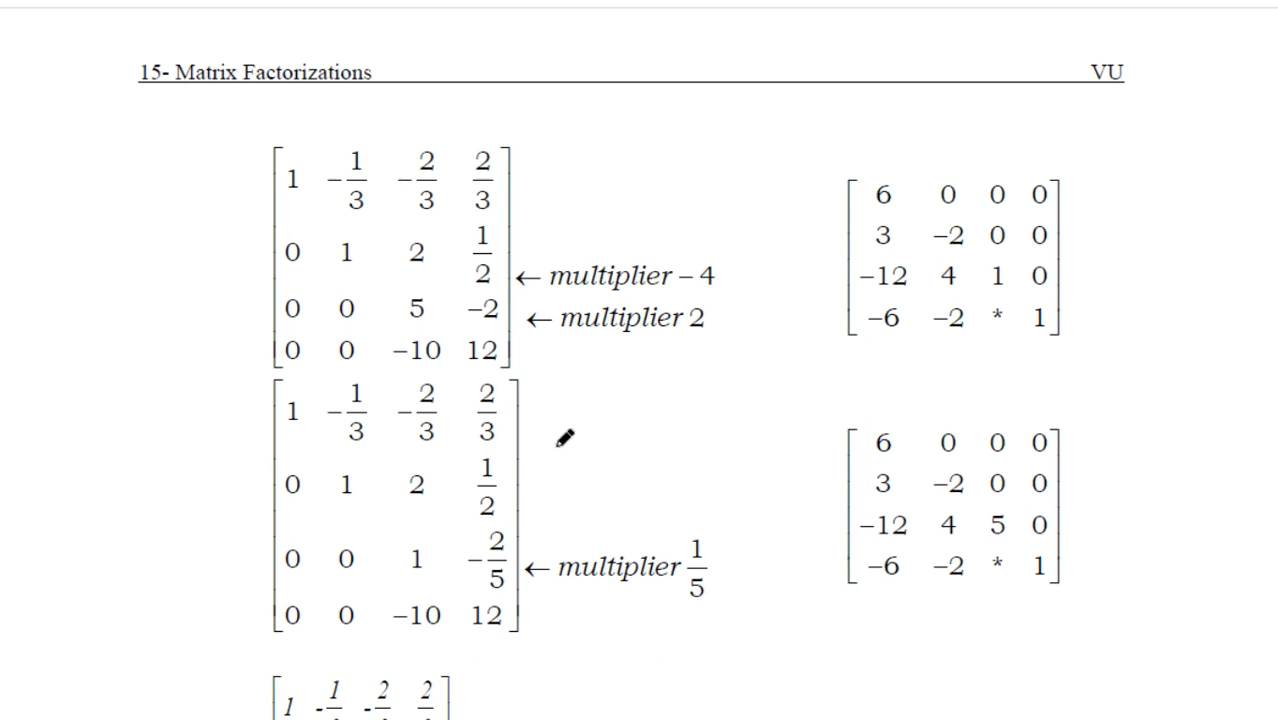 15- Matrix Factorizations VU
1 -1/3 -2/3 2/3
0 1 2 1/2
0 0 5 -2
0 0 -10 12
← multiplier – 4
← multiplier 2
6 0 0 0
3 -2 0 0
-12 4 1 0
-6 -2 * 1
1 -1/3 -2/3 2/3
0 1 2 1/2
0 0 1 -2/5
0 0 -10 12
← multiplier 1/5
6 0 0 0
3 -2 0 0
-12 4 5 0
-6 -2 * 1
1 - 1 - 2 2